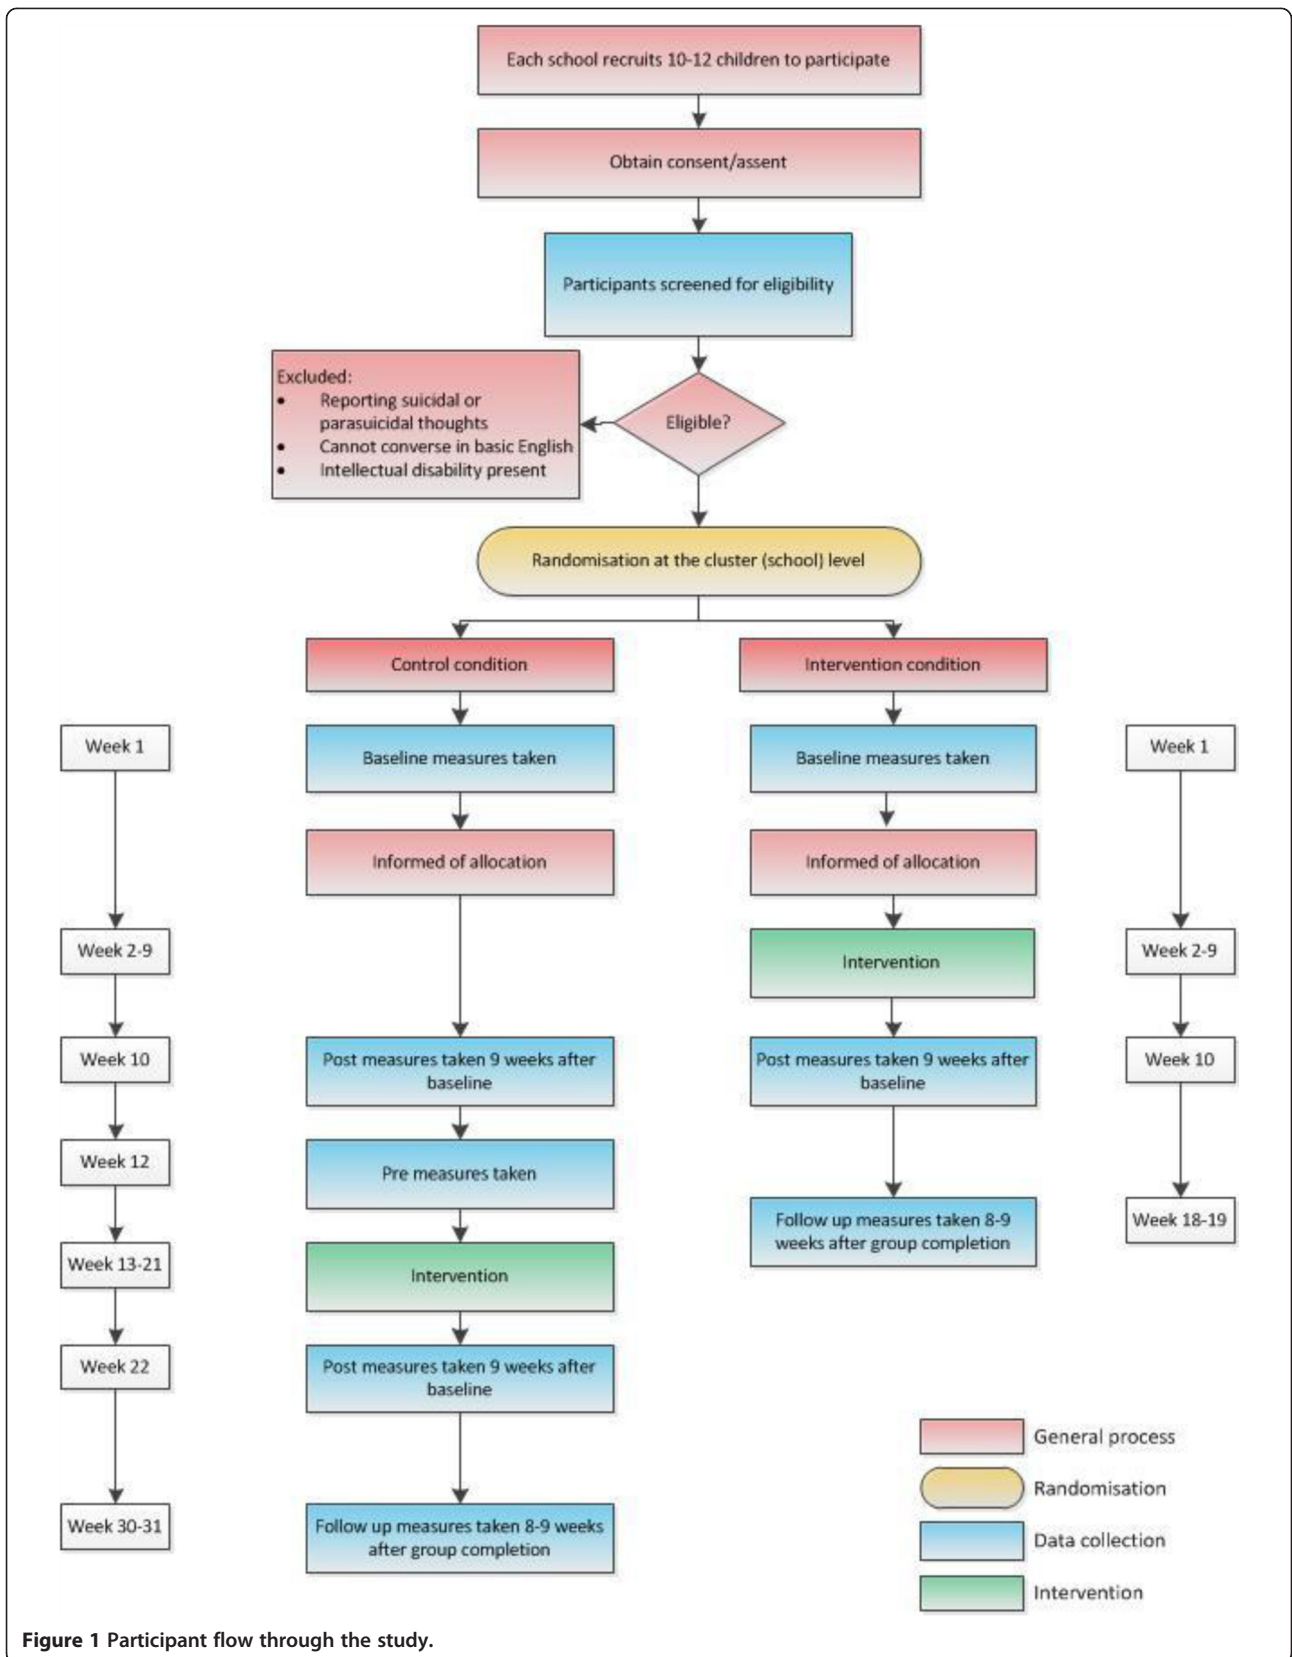 Each school recruits 10-12 children to participate
Obtain consent/assent
Participants screened for eligibility
Eligible?
Excluded:
• Reporting suicidal or
parasuicidal thoughts
• Cannot converse in basic English
• Intellectual disability present
Randomisation at the cluster (school) level
Control condition
Intervention condition
Week 1
Baseline measures taken
Baseline measures taken
Week 1
Informed of allocation
Informed of allocation
Week 2-9
Intervention
Week 2-9
Week 10
Post measures taken 9 weeks after
baseline
Post measures taken 9 weeks after
baseline
Week 10
Week 12
Pre measures taken
Follow up measures taken 8-9
weeks after group completion
Week 18-19
Week 13-21
Intervention
Week 22
Post measures taken 9 weeks after
baseline
Week 30-31
Follow up measures taken 8-9 weeks
after group completion
General process
Randomisation
Data collection
Intervention
Figure 1 Participant flow through the study.